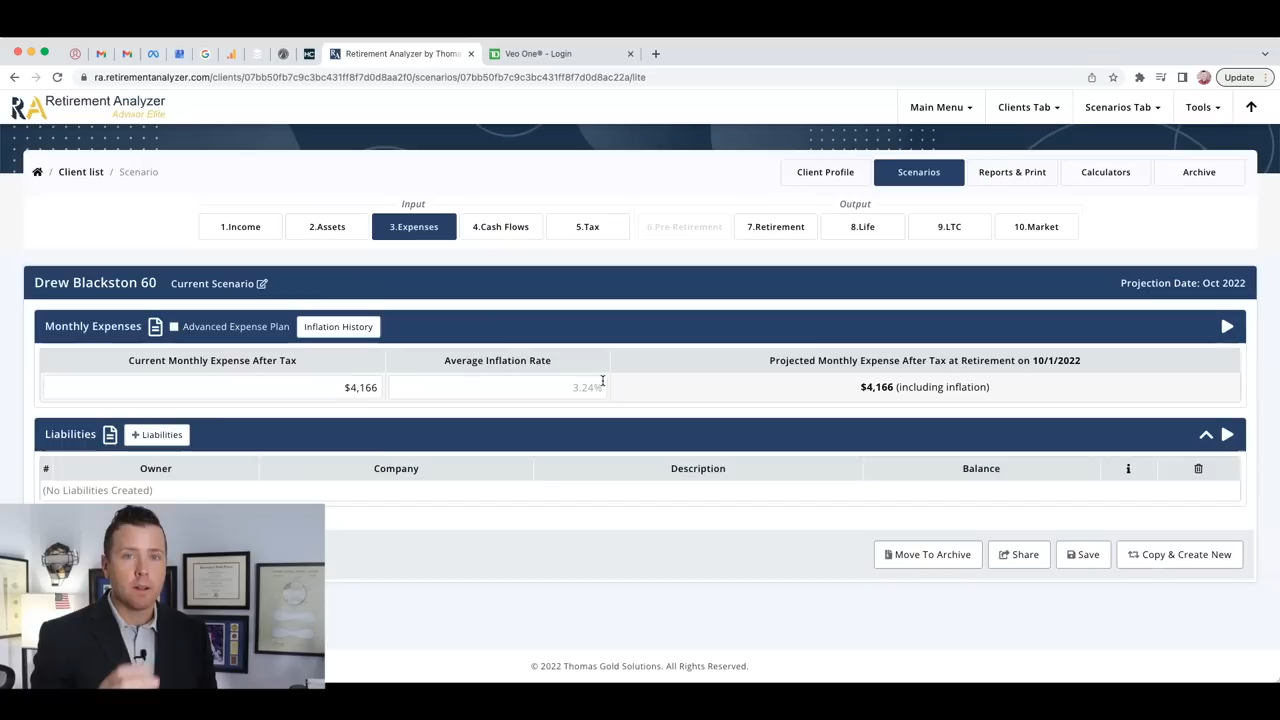 Retirement Analyzer by Thoma
Veo One® - Login
ra.retirementanalyzer.com/clients/07bb50fb7c9c3bc431ff8f7d0d8aa2f0/scenarios/07bb50fb7c9c3bc431ff8f7d0d8ac22a/lite
Update
RA Retirement Analyzer
Advisor Elite
Main Menu
Clients Tab
Scenarios Tab
Tools
/ Client list / Scenario
Client Profile
Scenarios
Reports & Print
Calculators
Archive
Input
Output
1.Income
2.Assets
3.Expenses
4.Cash Flows
5.Tax
6.Pre-Retirement
7.Retirement
8.Life
9.LTC
10.Market
Drew Blackston 60
Current Scenario
Projection Date: Oct 2022
Monthly Expenses
Advanced Expense Plan
Inflation History
Current Monthly Expense After Tax
Average Inflation Rate
Projected Monthly Expense After Tax at Retirement on 10/1/2022
$4,166
3.24%
$4,166 (including inflation)
Liabilities
+ Liabilities
# Owner Company Description Balance
(No Liabilities Created)
Move To Archive
Share
Save
Copy & Create New
© 2022 Thomas Gold Solutions. All Rights Reserved.